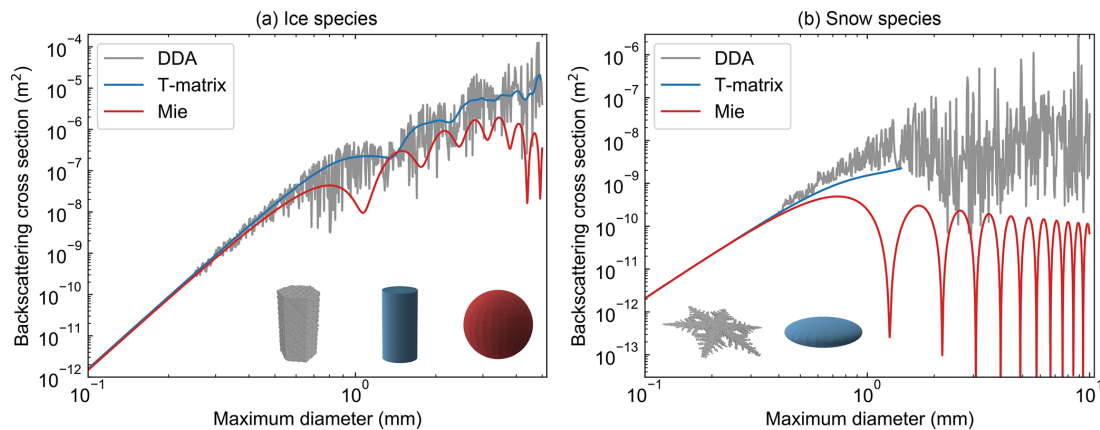 (a) Ice species
Backscattering cross section (m²)
10⁻⁴
10⁻⁵
10⁻⁶
10⁻⁷
10⁻⁸
10⁻⁹
10⁻¹⁰
10⁻¹¹
10⁻¹²
DDA
T-matrix
Mie
10⁻¹
10⁰
Maximum diameter (mm)
(b) Snow species
Backscattering cross section (m²)
10⁻⁶
10⁻⁷
10⁻⁸
10⁻⁹
10⁻¹⁰
10⁻¹¹
10⁻¹²
10⁻¹³
DDA
T-matrix
Mie
10⁻¹
10⁰
10¹
Maximum diameter (mm)